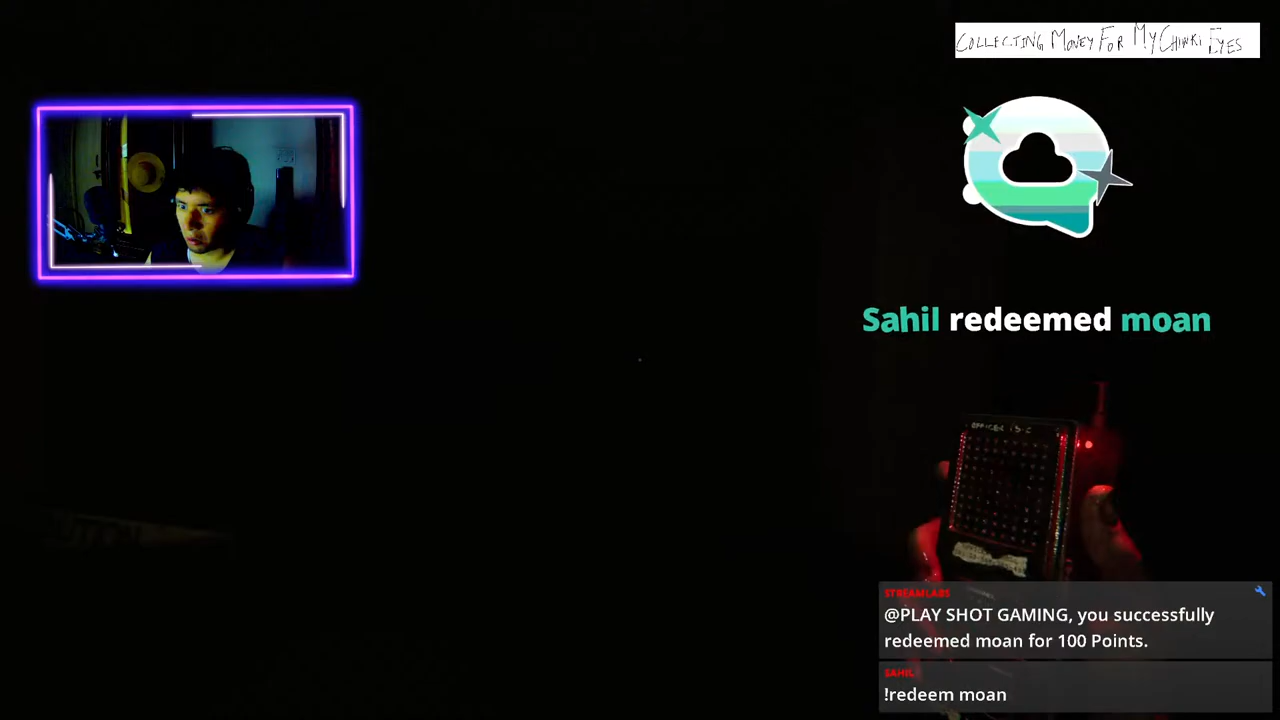 COLLECTING MONEY FOR MY CHINKI EYES
Sahil redeemed moan
STREAMLABS
@PLAY SHOT GAMING, you successfully
redeemed moan for 100 Points.
SAHIL
!redeem moan